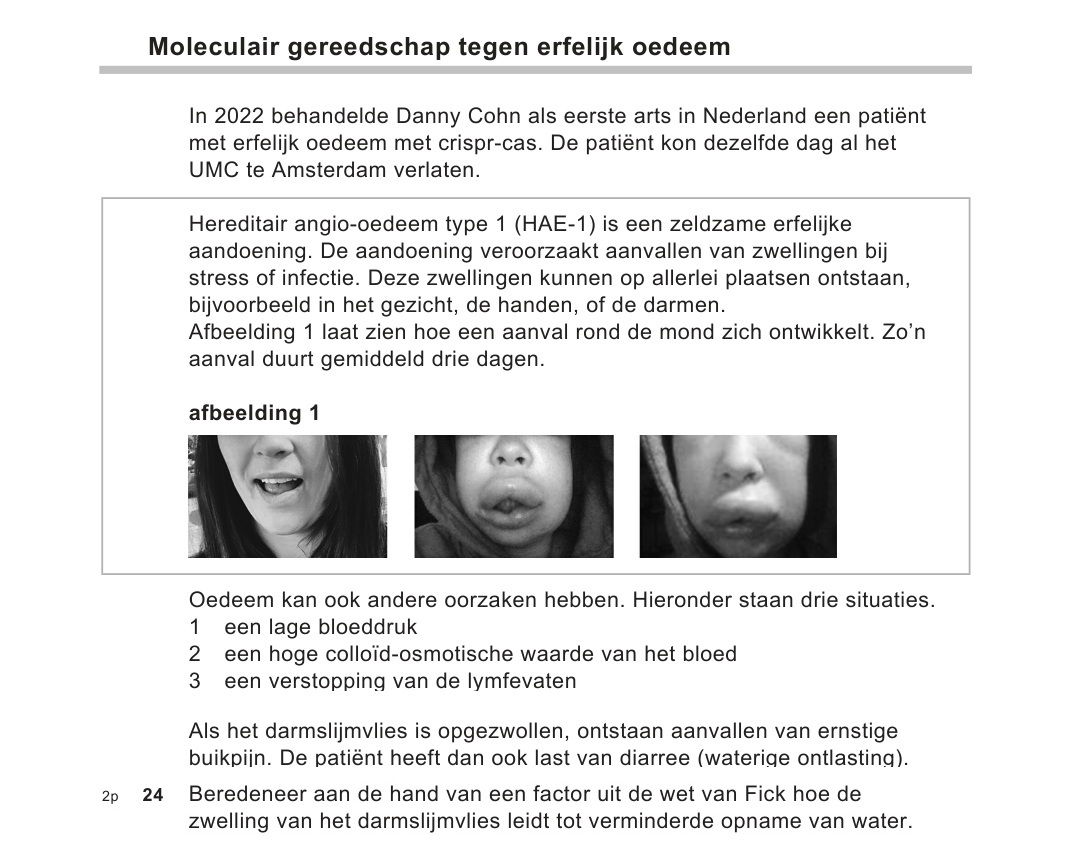 Moleculair gereedschap tegen erfelijk oedeem
In 2022 behandelde Danny Cohn als eerste arts in Nederland een patiënt
met erfelijk oedeem met crispr-cas. De patiënt kon dezelfde dag al het
UMC te Amsterdam verlaten.
Hereditair angio-oedeem type 1 (HAE-1) is een zeldzame erfelijke
aandoening. De aandoening veroorzaakt aanvallen van zwellingen bij
stress of infectie. Deze zwellingen kunnen op allerlei plaatsen ontstaan,
bijvoorbeeld in het gezicht, de handen, of de darmen.
Afbeelding 1 laat zien hoe een aanval rond de mond zich ontwikkelt. Zo’n
aanval duurt gemiddeld drie dagen.
afbeelding 1
Oedeem kan ook andere oorzaken hebben. Hieronder staan drie situaties.
1 een lage bloeddruk
2 een hoge colloïd-osmotische waarde van het bloed
3 een verstopping van de lymfevaten
Als het darmslijmvlies is opgezwollen, ontstaan aanvallen van ernstige
buikpijn. De patiënt heeft dan ook last van diarree (waterige ontlasting).
2p 24 Beredeneer aan de hand van een factor uit de wet van Fick hoe de
zwelling van het darmslijmvlies leidt tot verminderde opname van water.